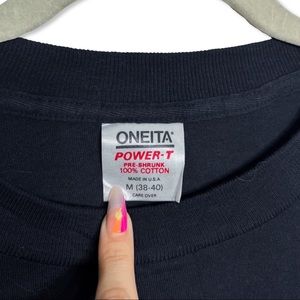 ONEITA®
POWER-T
PRE-SHRUNK
100% COTTON
MADE IN U.S.A.
M (38-40)
CARE OVER